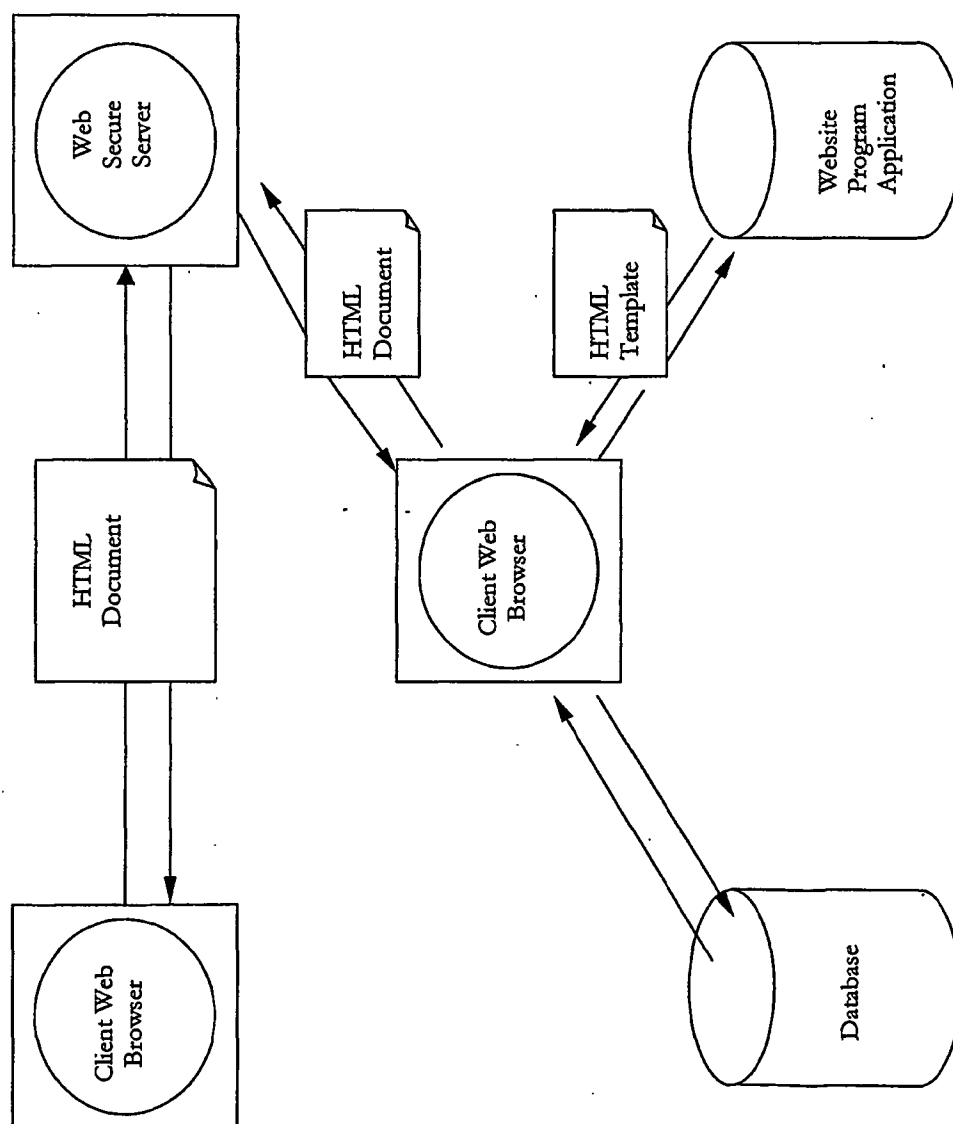 Client Web
Browser
HTML
Document
Web
Secure
Server
HTML
Document
Client Web
Browser
HTML
Template
Database
Website
Program
Application